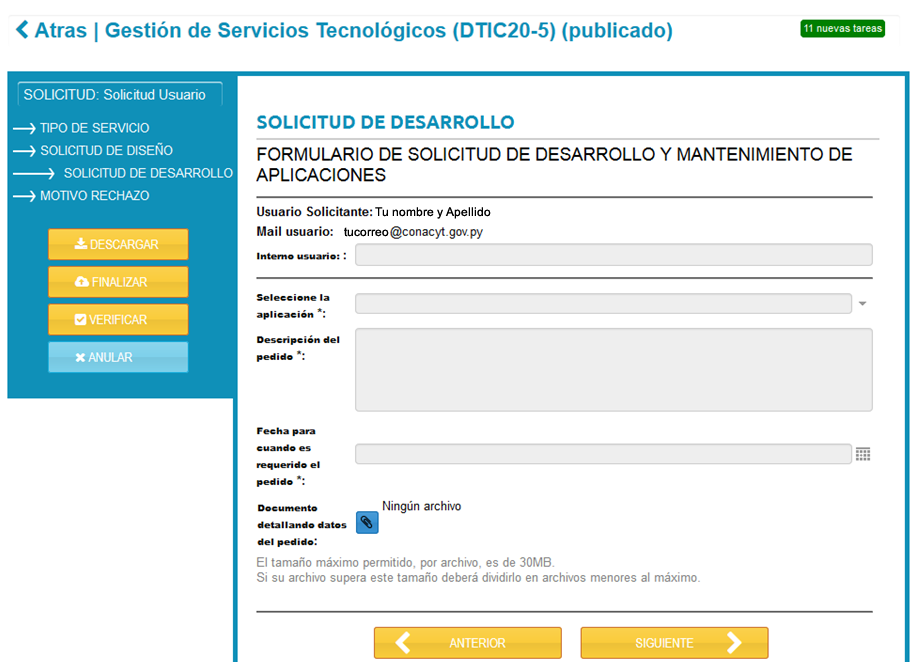 Atras | Gestión de Servicios Tecnológicos (DTIC20-5) (publicado)
11 nuevas tareas
SOLICITUD: Solicitud Usuario
TIPO DE SERVICIO
SOLICITUD DE DISEÑO
SOLICITUD DE DESARROLLO
MOTIVO RECHAZO
DESCARGAR
FINALIZAR
VERIFICAR
ANULAR
SOLICITUD DE DESARROLLO
FORMULARIO DE SOLICITUD DE DESARROLLO Y MANTENIMIENTO DE
APLICACIONES
Usuario Solicitante: Tu nombre y Apellido
Mail usuario: tucorreo@conacyt.gov.py
Interno usuario: :
Seleccione la
aplicación *:
Descripción del
pedido *:
Fecha para
cuando es
requerido el
pedido *:
Documento
detallando datos
del pedido:
Ningún archivo
El tamaño máximo permitido, por archivo, es de 30MB.
Si su archivo supera este tamaño deberá dividirlo en archivos menores al máximo.
ANTERIOR
SIGUIENTE